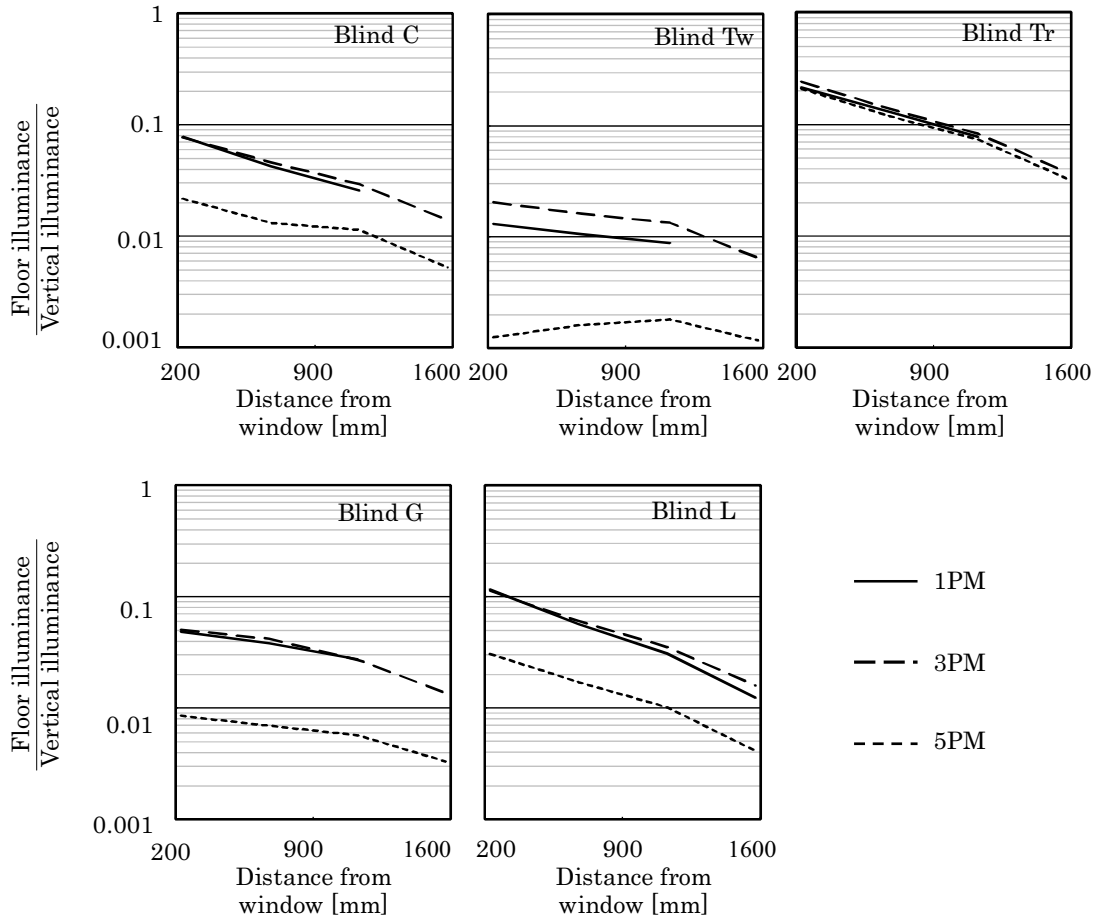 Floor illuminance
Vertical illuminance
1
0.1
0.01
0.001
Blind C
200 900 1600
Distance from
window [mm]
Blind Tw
200 900 1600
Distance from
window [mm]
Blind Tr
200 900 1600
Distance from
window [mm]
Floor illuminance
Vertical illuminance
1
0.1
0.01
0.001
Blind G
200 900 1600
Distance from
window [mm]
Blind L
200 900 1600
Distance from
window [mm]
1PM
3PM
5PM